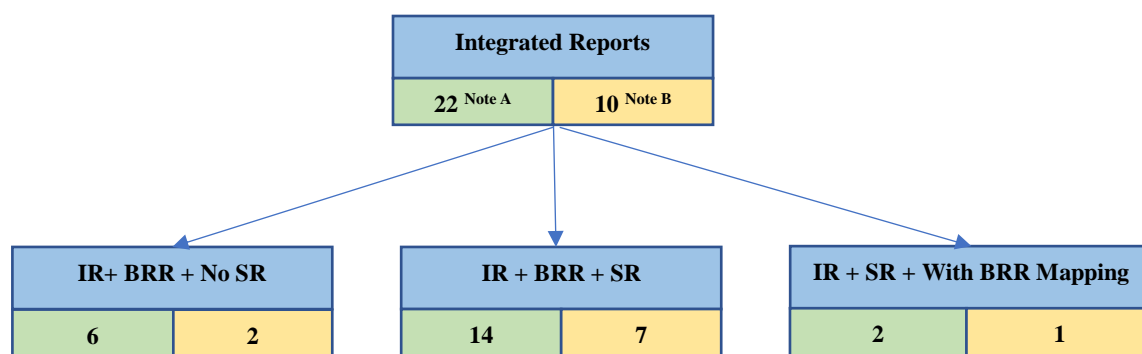 Integrated Reports
22 Note A 10 Note B
IR+ BRR + No SR
6 2
IR + BRR + SR
14 7
IR + SR + With BRR Mapping
2 1